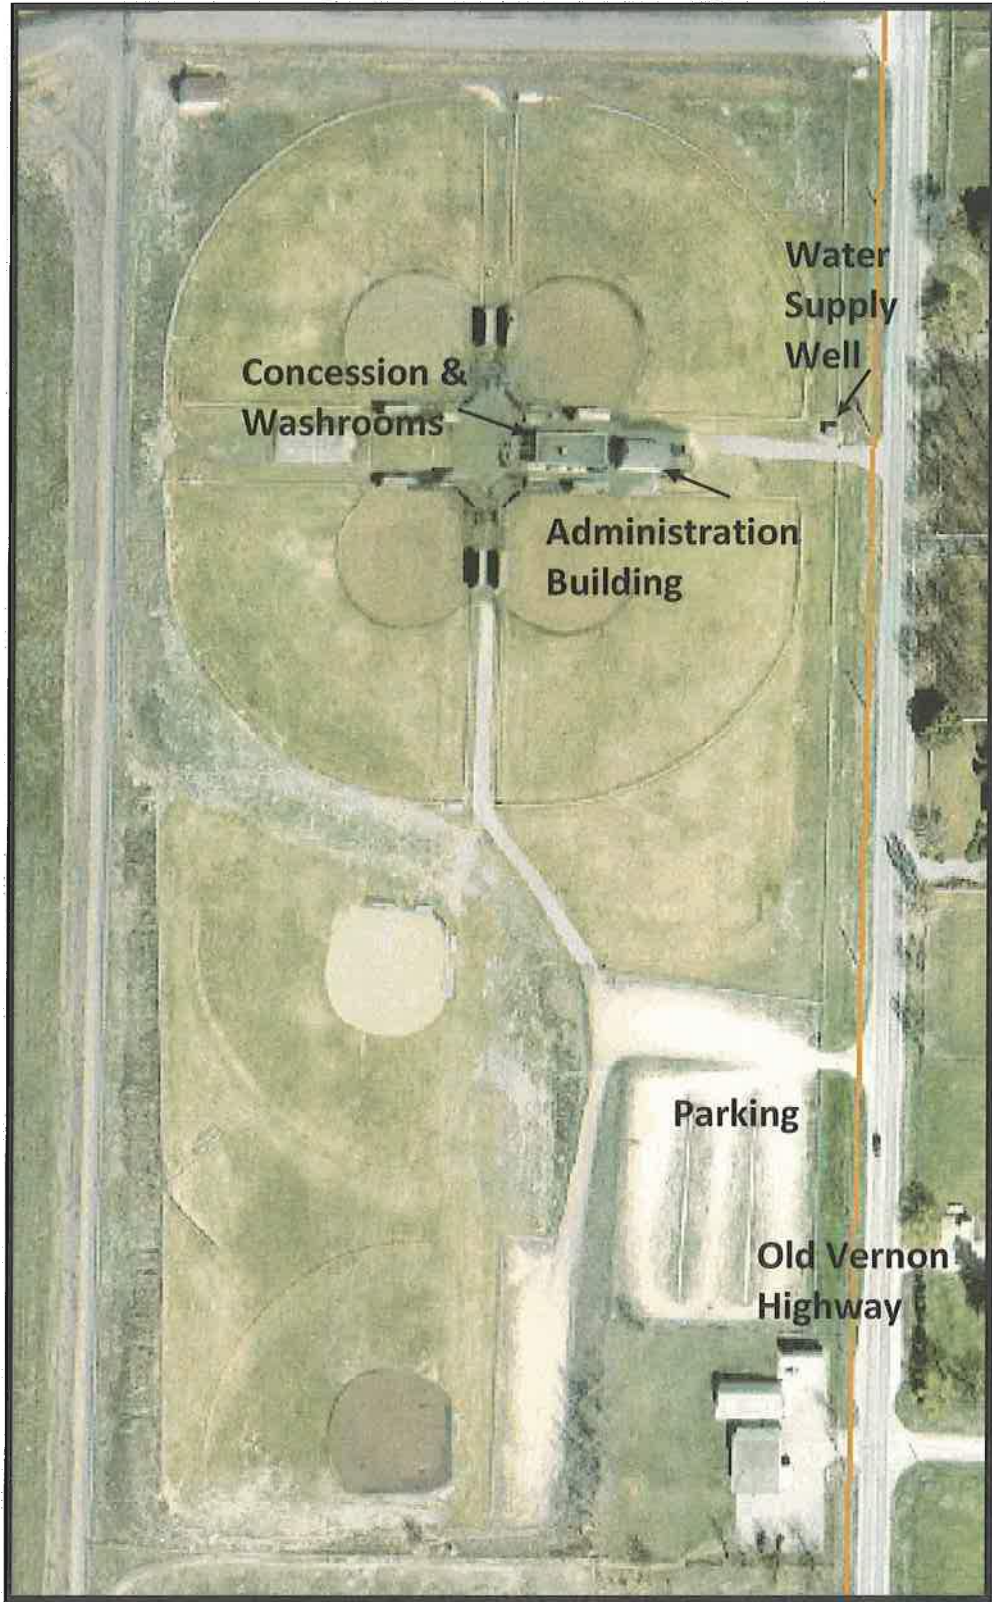 Water
Supply
Well
Concession &
Washrooms
Administration
Building
Parking
Old Vernon
Highway